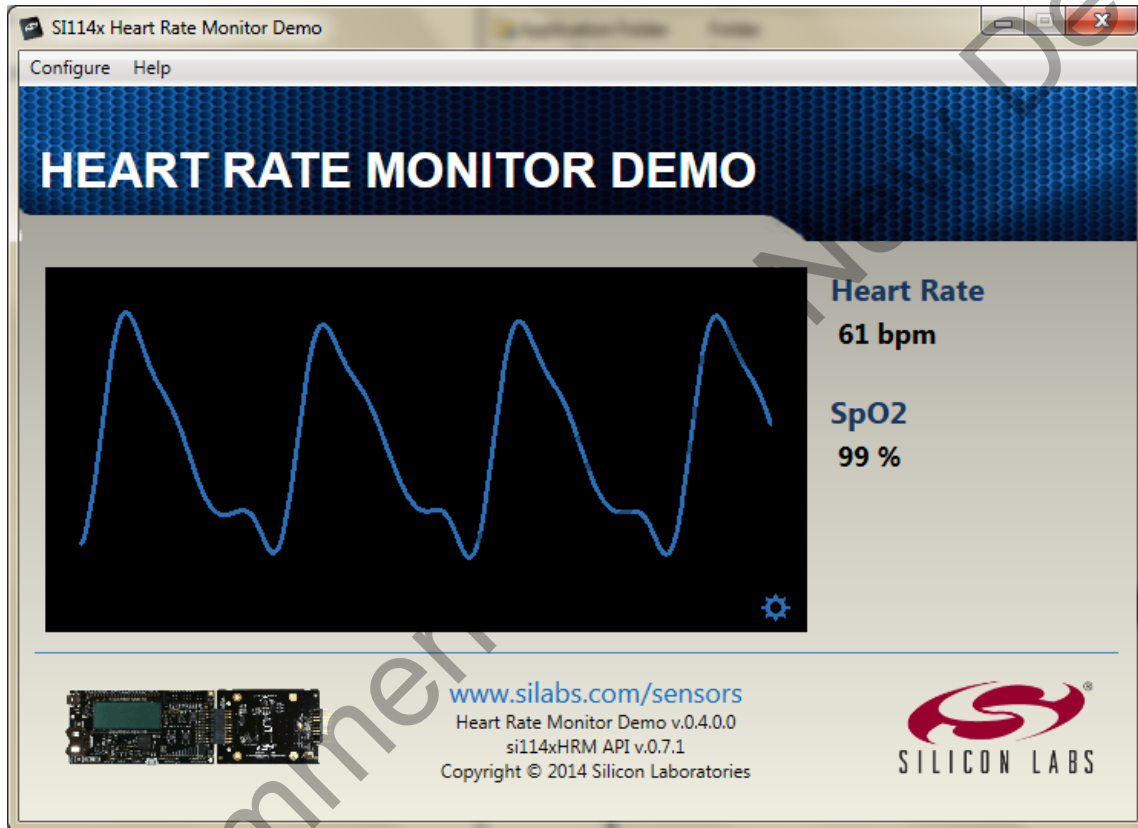 SI114x Heart Rate Monitor Demo
Configure Help
HEART RATE MONITOR DEMO
Heart Rate
61 bpm
SpO2
99 %
www.silabs.com/sensors
Heart Rate Monitor Demo v.0.4.0.0
si114xHRM API v.0.7.1
Copyright © 2014 Silicon Laboratories
®
SILICON LABS